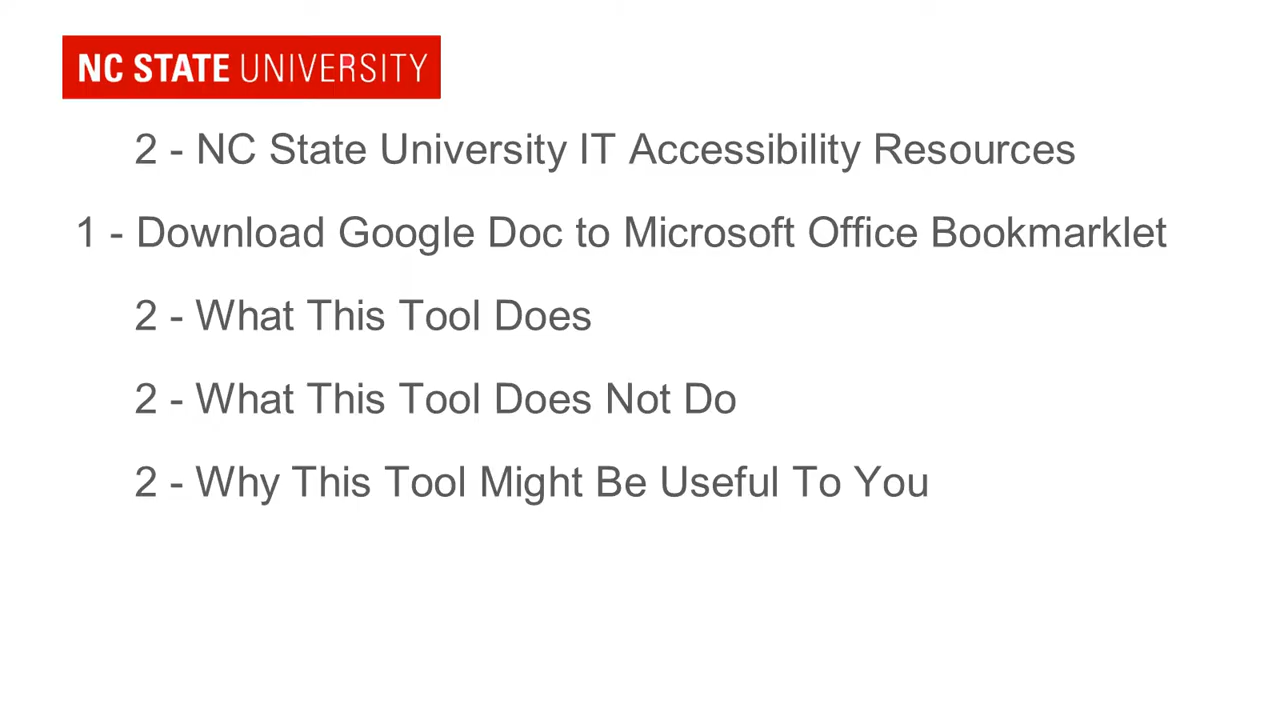 NC STATE UNIVERSITY
2 - NC State University IT Accessibility Resources
1 - Download Google Doc to Microsoft Office Bookmarklet
2 - What This Tool Does
2 - What This Tool Does Not Do
2 - Why This Tool Might Be Useful To You